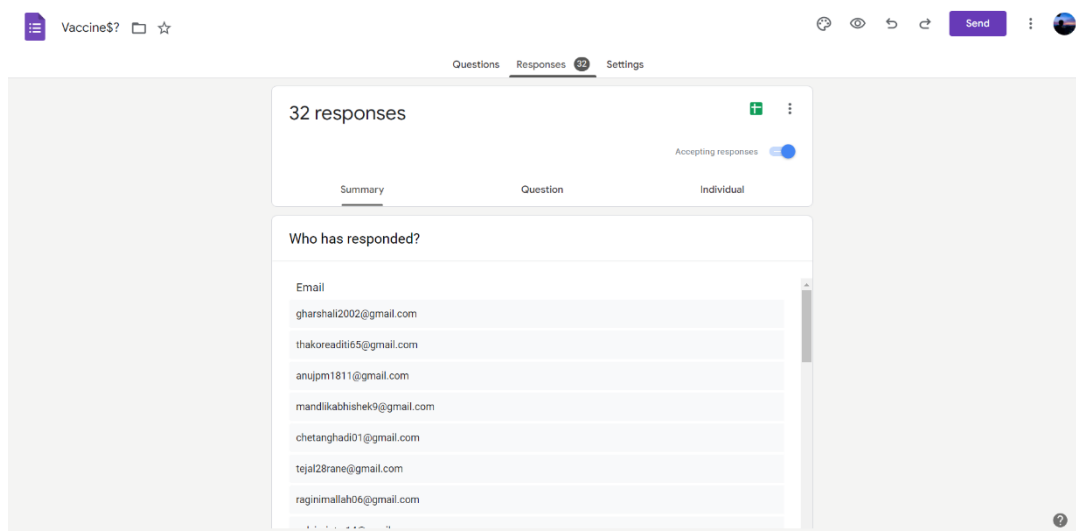 Vaccine$?
Send
Questions Responses 32 Settings
32 responses
Accepting responses
Summary Question Individual
Who has responded?
Email
gharshali2002@gmail.com
thakoreaditi65@gmail.com
anujpm1811@gmail.com
mandlikabhishek9@gmail.com
chetanghadi01@gmail.com
tejal28rane@gmail.com
raginimallah06@gmail.com